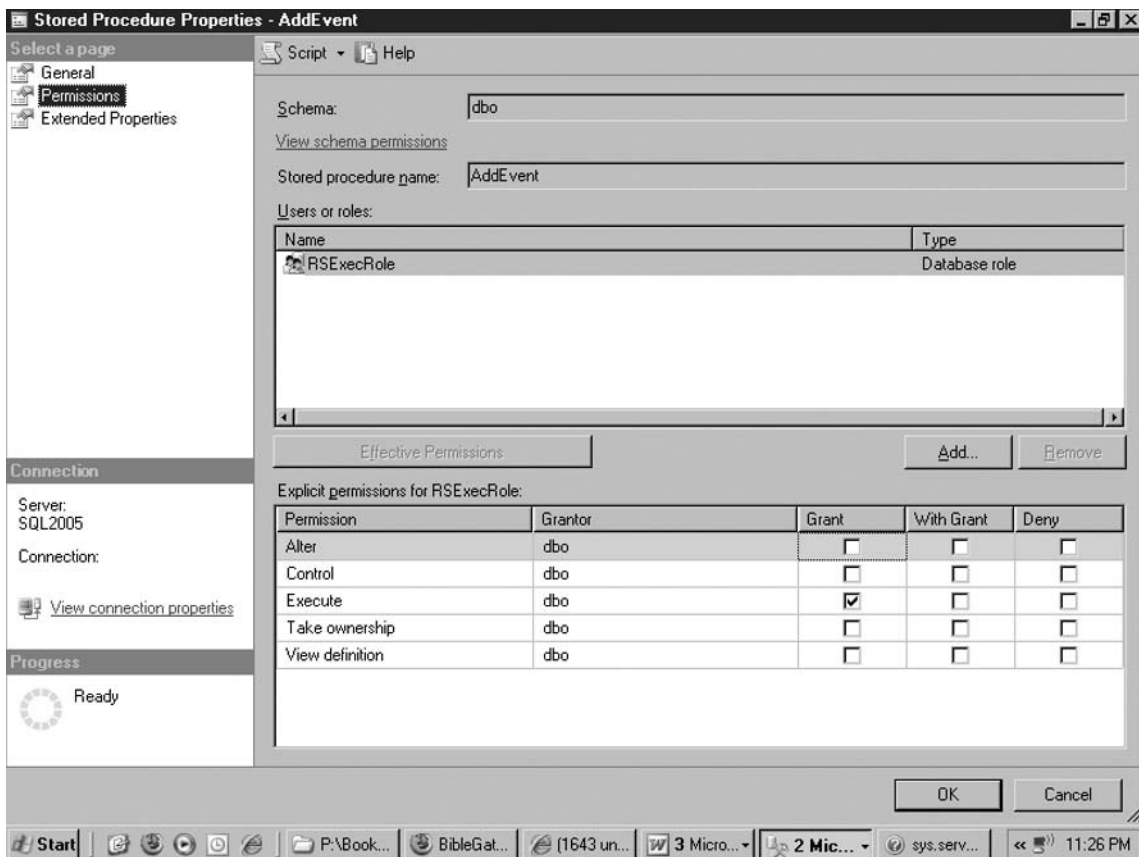 Stored Procedure Properties - AddEvent
Select a page
General
Permissions
Extended Properties
Script Help
Schema: dbo
View schema permissions
Stored procedure name: AddEvent
Users or roles:
Name Type
RSExecRole Database role
Effective Permissions Add... Remove
Explicit permissions for RSExecRole:
Permission Grantor Grant With Grant Deny
Alter dbo
Control dbo
Execute dbo
Take ownership dbo
View definition dbo
Connection
Server:
SQL2005
Connection:
View connection properties
Progress
Ready
OK Cancel
Start P:\Book... BibleGat... (1643 un... 3 Micro... 2 Mic... sys.serv... « 11:26 PM